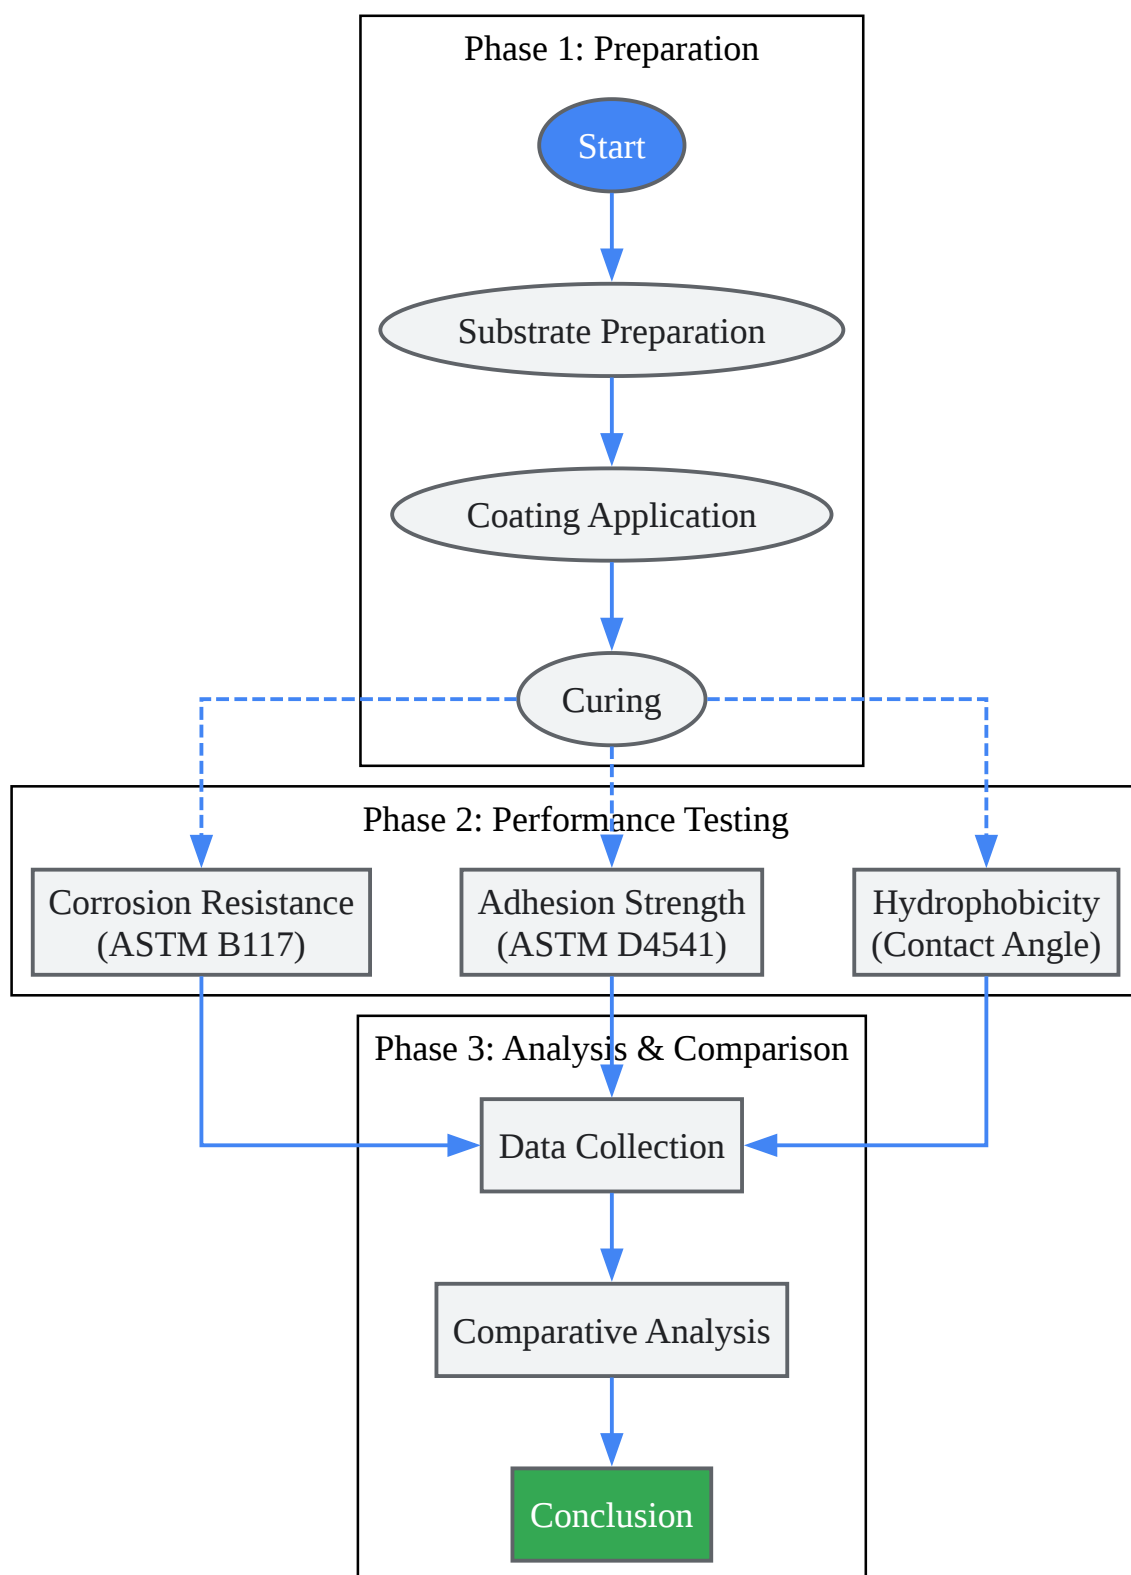 Phase 1: Preparation
Start
Substrate Preparation
Coating Application
Curing
Phase 2: Performance Testing
Corrosion Resistance
(ASTM B117)
Adhesion Strength
(ASTM D4541)
Hydrophobicity
(Contact Angle)
Phase 3: Analysis & Comparison
Data Collection
Comparative Analysis
Conclusion